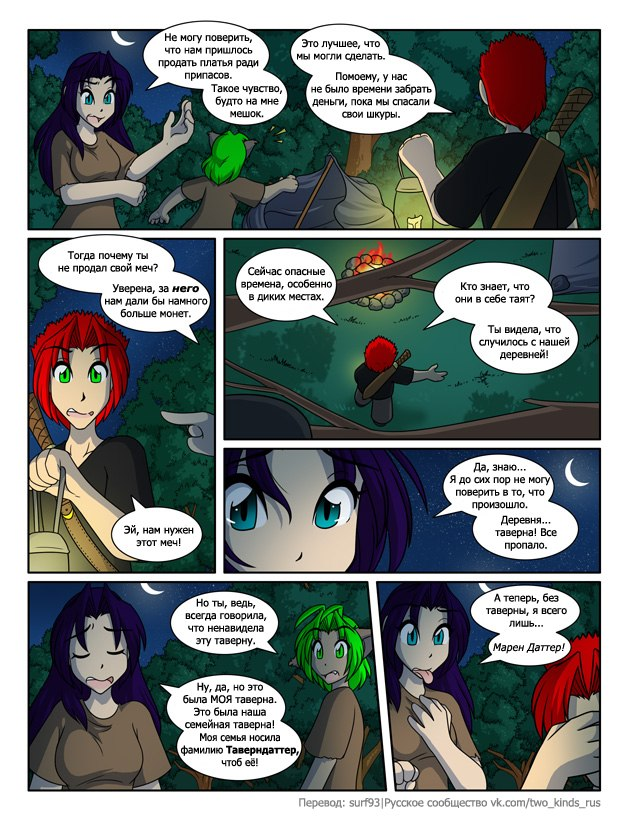 Не могу поверить,
что нам пришлось
продать платья ради
припасов.
Такое чувство,
будто на мне
мешок.
Это лучшее, что
мы могли сделать.
Помоему, у нас
не было времени забрать
деньги, пока мы спасали
свои шкуры.
Тогда почему ты
не продал свой меч?
Уверена, за него
нам дали бы намного
больше монет.
Эй, нам нужен
этот меч!
Сейчас опасные
времена, особенно
в диких местах.
Кто знает, что
они в себе таят?
Ты видела, что
случилось с нашей
деревней!
Да, знаю...
Я до сих пор не могу
поверить в то, что
произошло.
Деревня...
таверна! Все
пропало.
Но ты, ведь,
всегда говорила,
что ненавидела
эту таверну.
Ну, да, но это
была МОЯ таверна.
Это была наша
семейная таверна!
Моя семья носила
фамилию Таверндаттер,
чтоб её!
А теперь, без
таверны, я всего
лишь...
Марен Даттер!
Перевод: surf93|Русское сообщество vk.com/two_kinds_rus